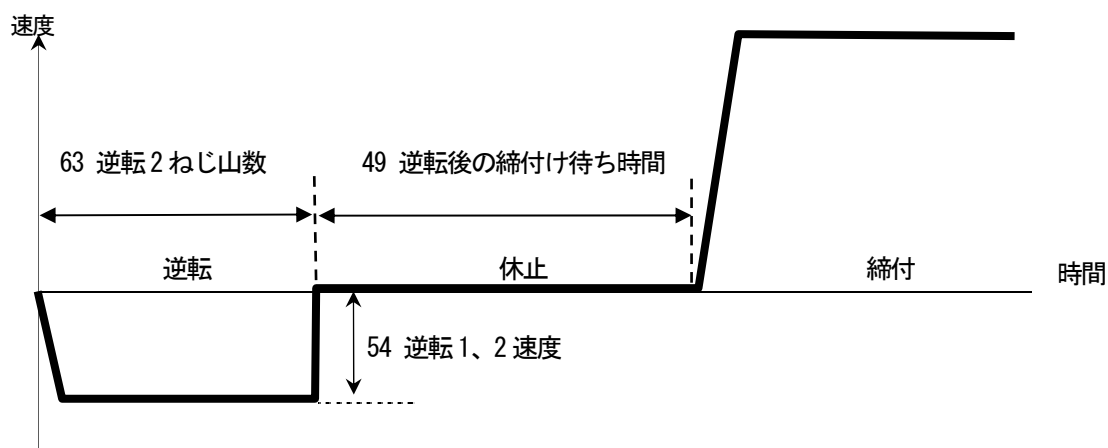 速度
63 逆転2ねじ山数
49 逆転後の締付け待ち時間
逆転
休止
締付
時間
54 逆転1、2速度